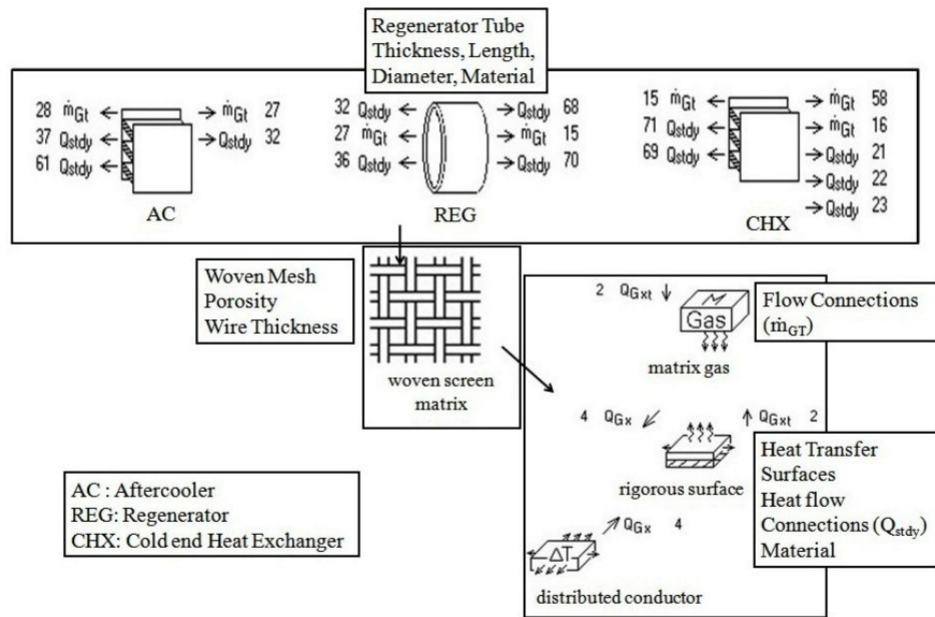 Regenerator Tube
Thickness, Length,
Diameter, Material
28 ṁGt
27 ṁGt
37 Qstdy
Qstdy 32
61 Qstdy
AC
32 Qstdy
Qstdy 68
27 ṁGt
ṁGt 15
36 Qstdy
Qstdy 70
REG
15 ṁGt
ṁGt 58
71 Qstdy
ṁGt 16
69 Qstdy
Qstdy 21
Qstdy 22
Qstdy 23
CHX
Woven Mesh
Porosity
Wire Thickness
woven screen
matrix
2 QGxt
M
Gas
matrix gas
Flow Connections
(ṁGT)
4 QGx
QGxt 2
rigorous surface
QGx 4
ΔT
distributed conductor
Heat Transfer
Surfaces
Heat flow
Connections (Qstdy)
Material
AC : Aftercooler
REG: Regenerator
CHX: Cold end Heat Exchanger